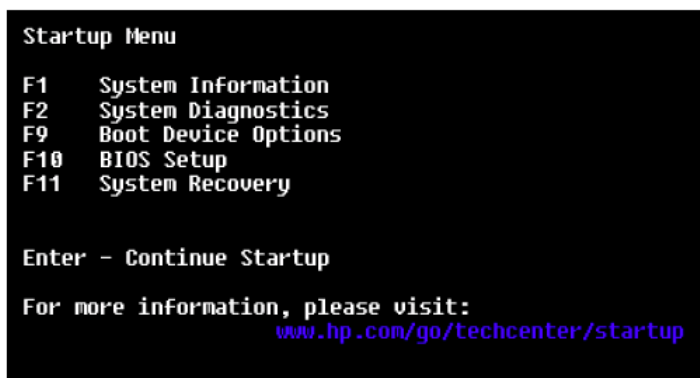 Startup Menu
F1 System Information
F2 System Diagnostics
F9 Boot Device Options
F10 BIOS Setup
F11 System Recovery
Enter - Continue Startup
For more information, please visit:
www.hp.com/go/techcenter/startup